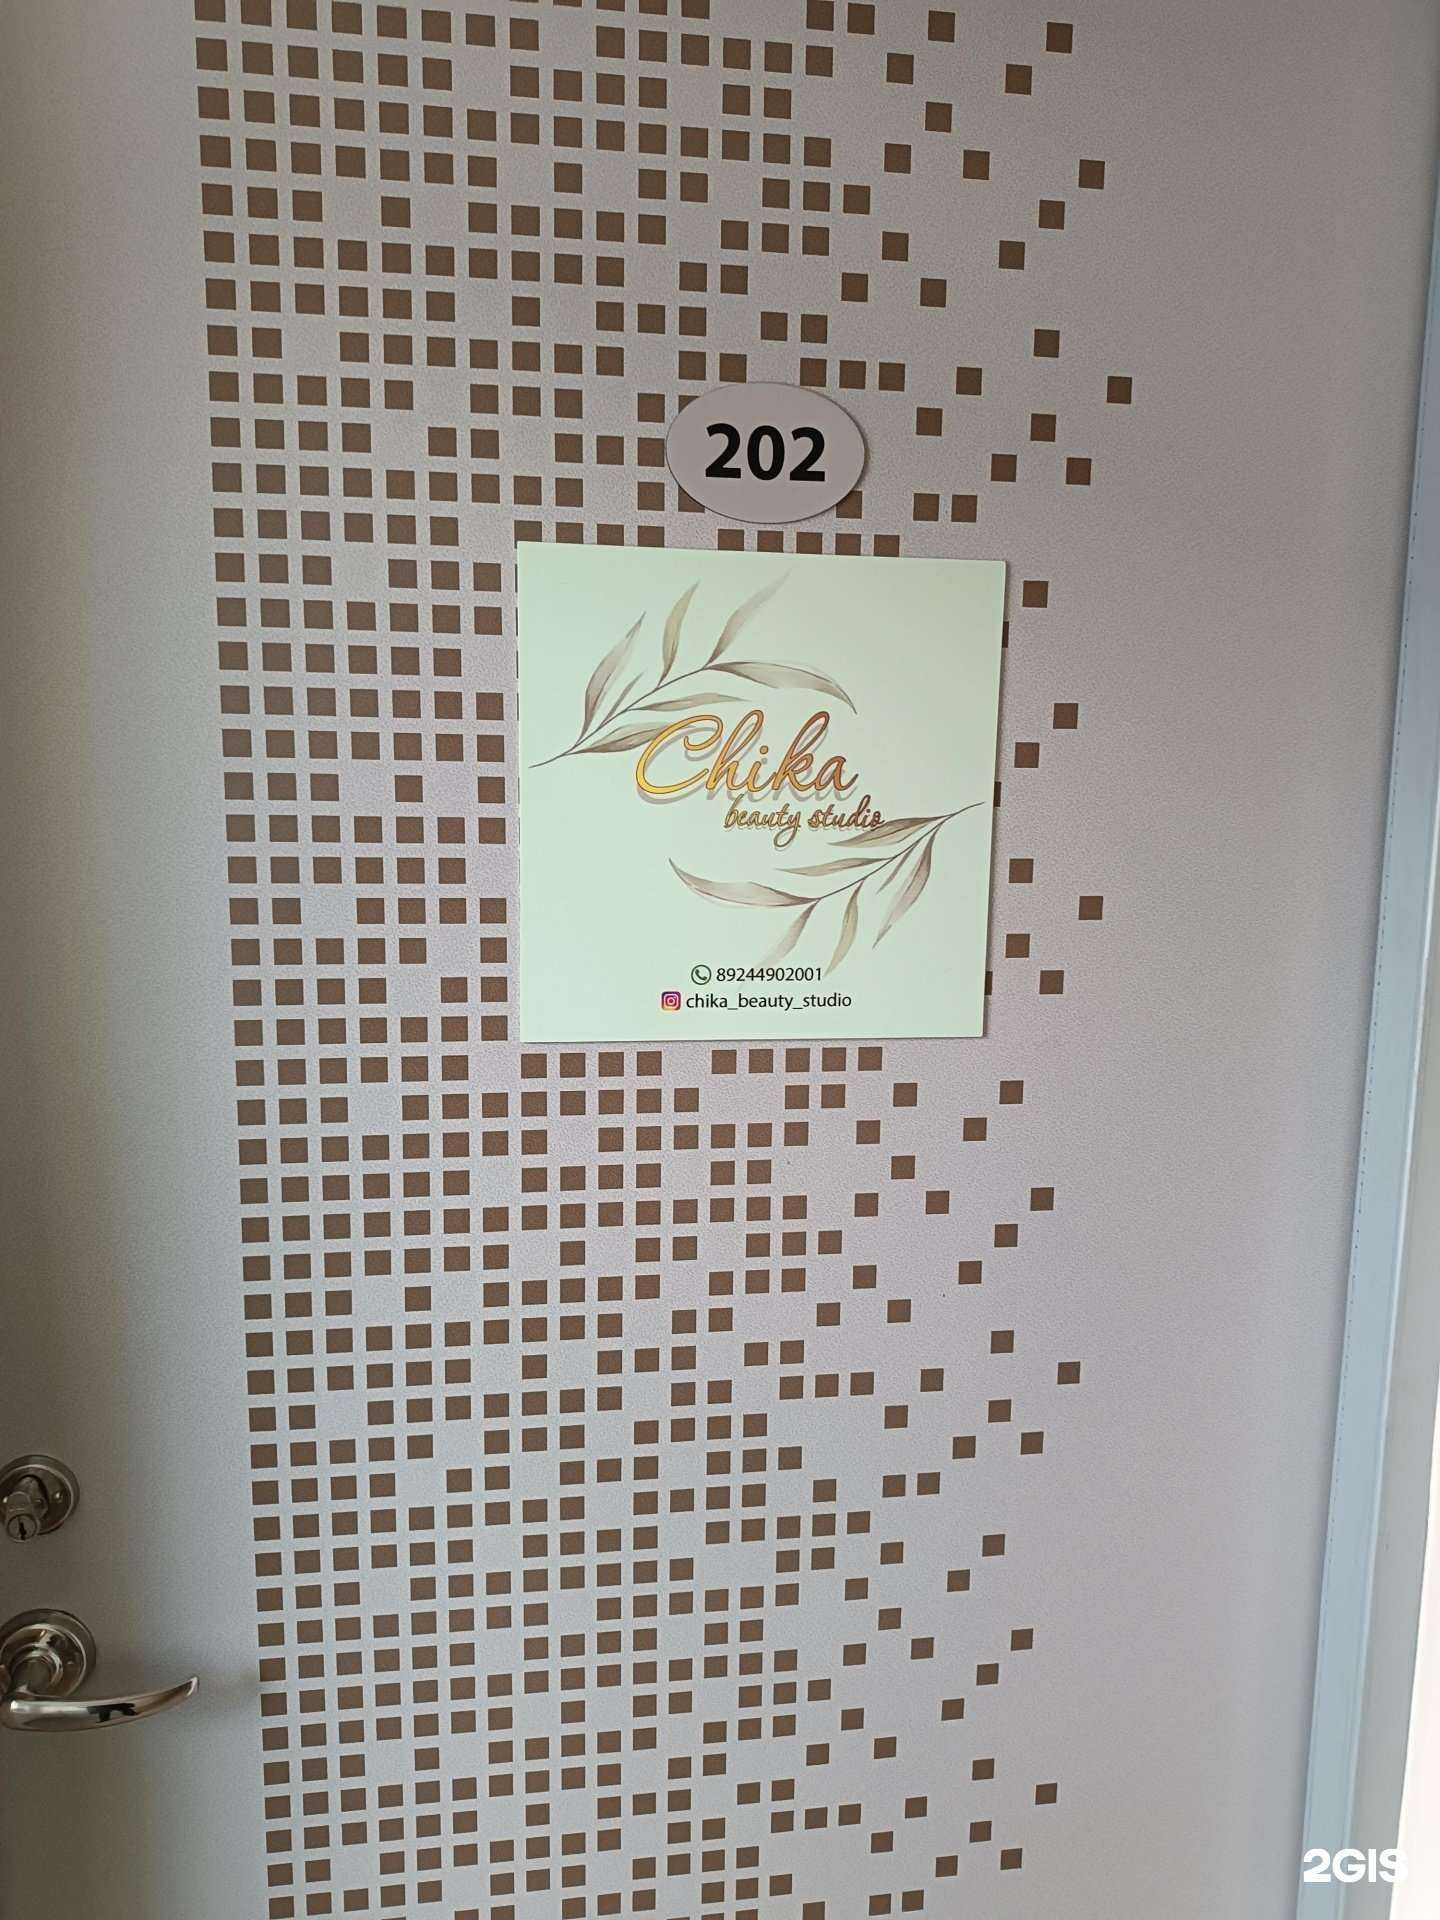 202
Chika
beauty studio
89244902001
chika_beauty_studio
2GIS